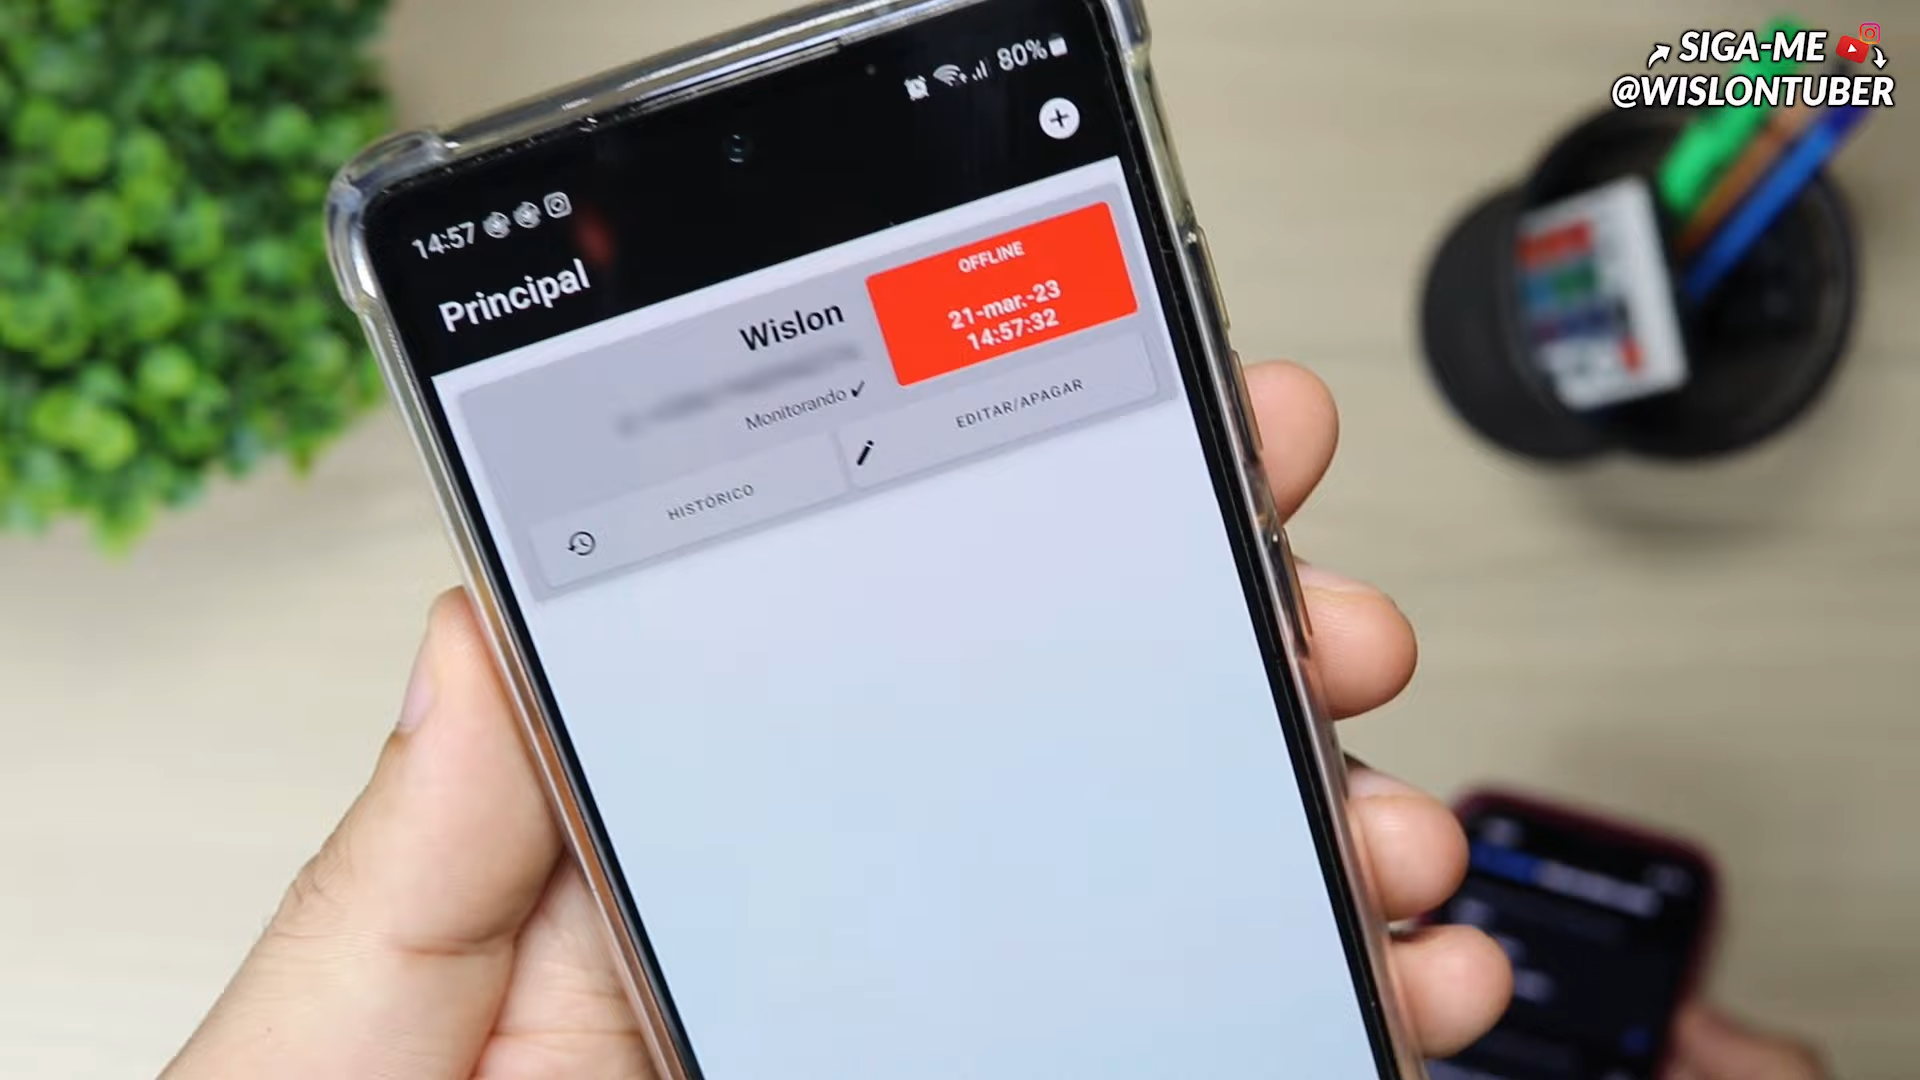 SIGA-ME
@WISLONTUBER
80%
14:57
Principal
OFFLINE
Wislon
21-mar.-23
14:57:32
Monitorando ✓
EDITAR/APAGAR
HISTÓRICO